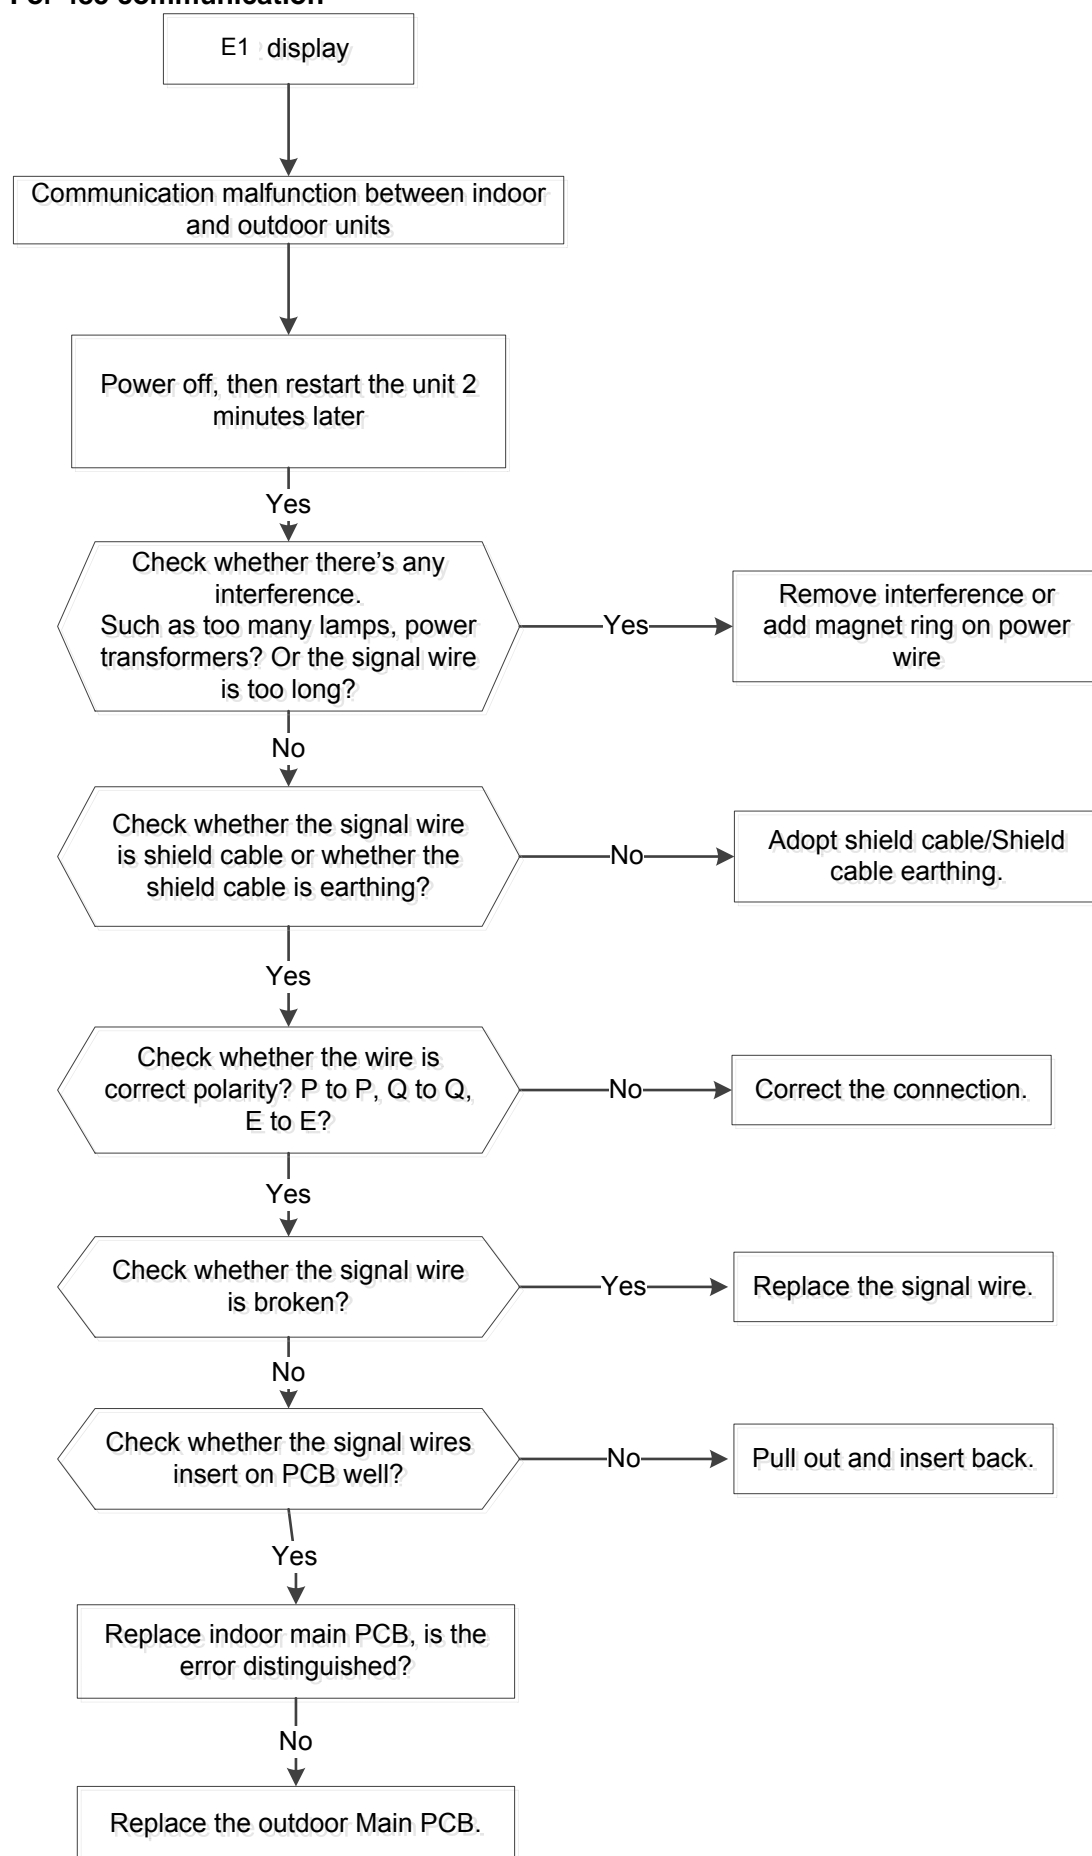 E1 display
Communication malfunction between indoor
and outdoor units
Power off, then restart the unit 2
minutes later
Yes
Check whether there's any
interference.
Such as too many lamps, power
transformers? Or the signal wire
is too long?
Yes
Remove interference or
add magnet ring on power
wire
No
Check whether the signal wire
is shield cable or whether the
shield cable is earthing?
No
Adopt shield cable/Shield
cable earthing.
Yes
Check whether the wire is
correct polarity? P to P, Q to Q,
E to E?
No
Correct the connection.
Yes
Check whether the signal wire
is broken?
Yes
Replace the signal wire.
No
Check whether the signal wires
insert on PCB well?
No
Pull out and insert back.
Yes
Replace indoor main PCB, is the
error distinguished?
No
Replace the outdoor Main PCB.